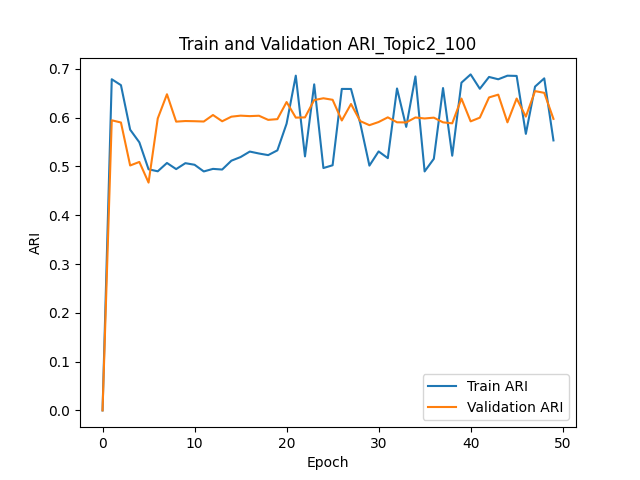 Train and Validation ARI_Topic2_100
0.7
0.6
0.5
0.4
0.3
0.2
0.1
0.0
ARI
0 10 20 30 40 50
Epoch
Train ARI
Validation ARI